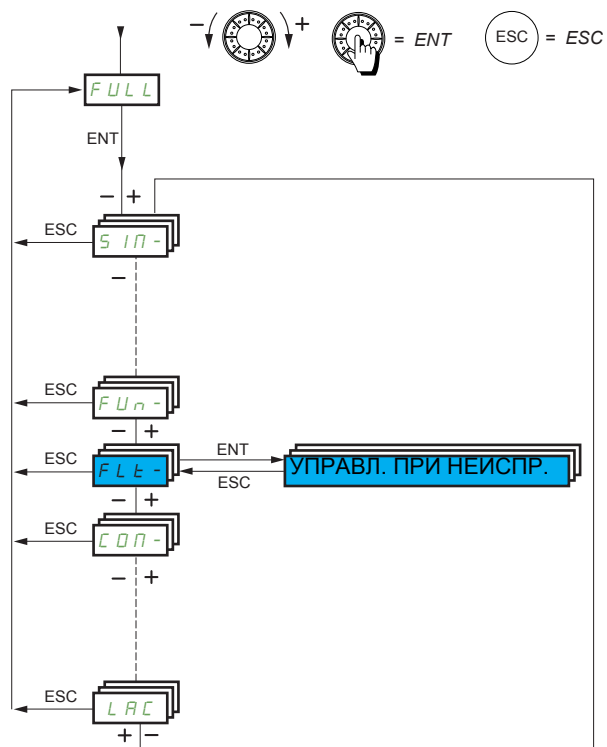 − + = ENT ESC = ESC
FULL
ENT
− +
ESC SIM-
−
ESC FUn-
− +
ESC FLt- ENT УПРАВЛ. ПРИ НЕИСПР.
ESC
− +
ESC COM-
− +
ESC LAC
+ −